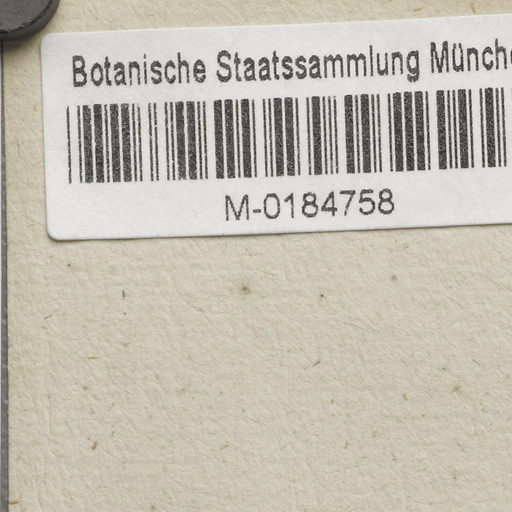 Botanische Staatssammlung Münch
M-0184758